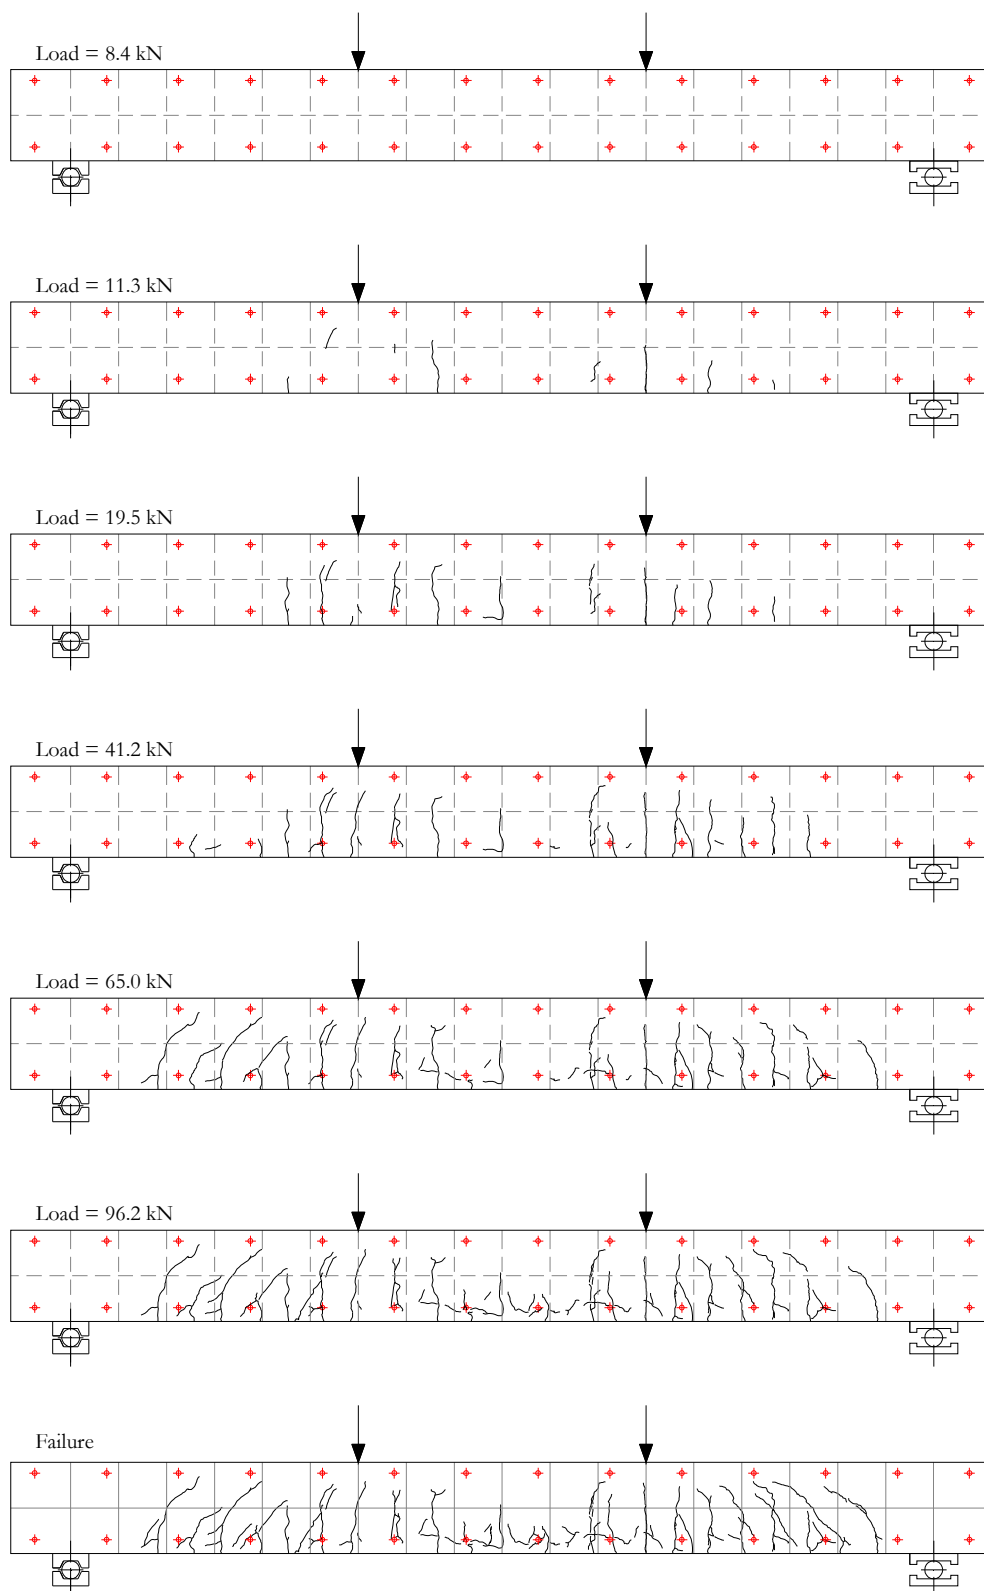 Load = 8.4 kN
Load = 11.3 kN
Load = 19.5 kN
Load = 41.2 kN
Load = 65.0 kN
Load = 96.2 kN
Failure